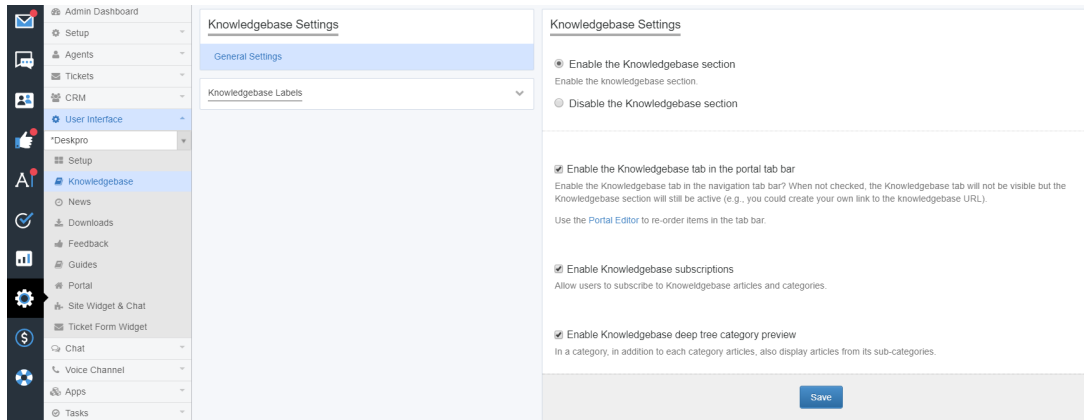 Admin Dashboard
Setup
Agents
Tickets
CRM
User Interface
*Deskpro
Setup
Knowledgebase
News
Downloads
Feedback
Guides
Portal
Site Widget & Chat
Ticket Form Widget
Chat
Voice Channel
Apps
Tasks
Knowledgebase Settings
General Settings
Knowledgebase Labels
Knowledgebase Settings
Enable the Knowledgebase section
Enable the knowledgebase section.
Disable the Knowledgebase section
Enable the Knowledgebase tab in the portal tab bar
Enable the Knowledgebase tab in the navigation tab bar? When not checked, the Knowledgebase tab will not be visible but the
Knowledgebase section will still be active (e.g., you could create your own link to the knowledgebase URL).
Use the Portal Editor to re-order items in the tab bar.
Enable Knowledgebase subscriptions
Allow users to subscribe to Knoweldgebase articles and categories.
Enable Knowledgebase deep tree category preview
In a category, in addition to each category articles, also display articles from its sub-categories.
Save